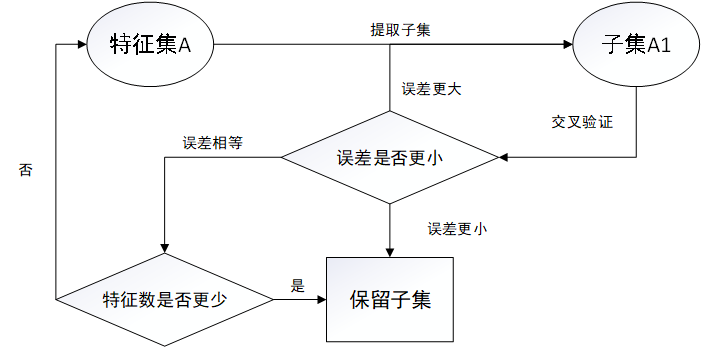 特征集A
提取子集
子集A1
误差更大
交叉验证
误差相等
误差是否更小
否
误差更小
特征数是否更少
是
保留子集